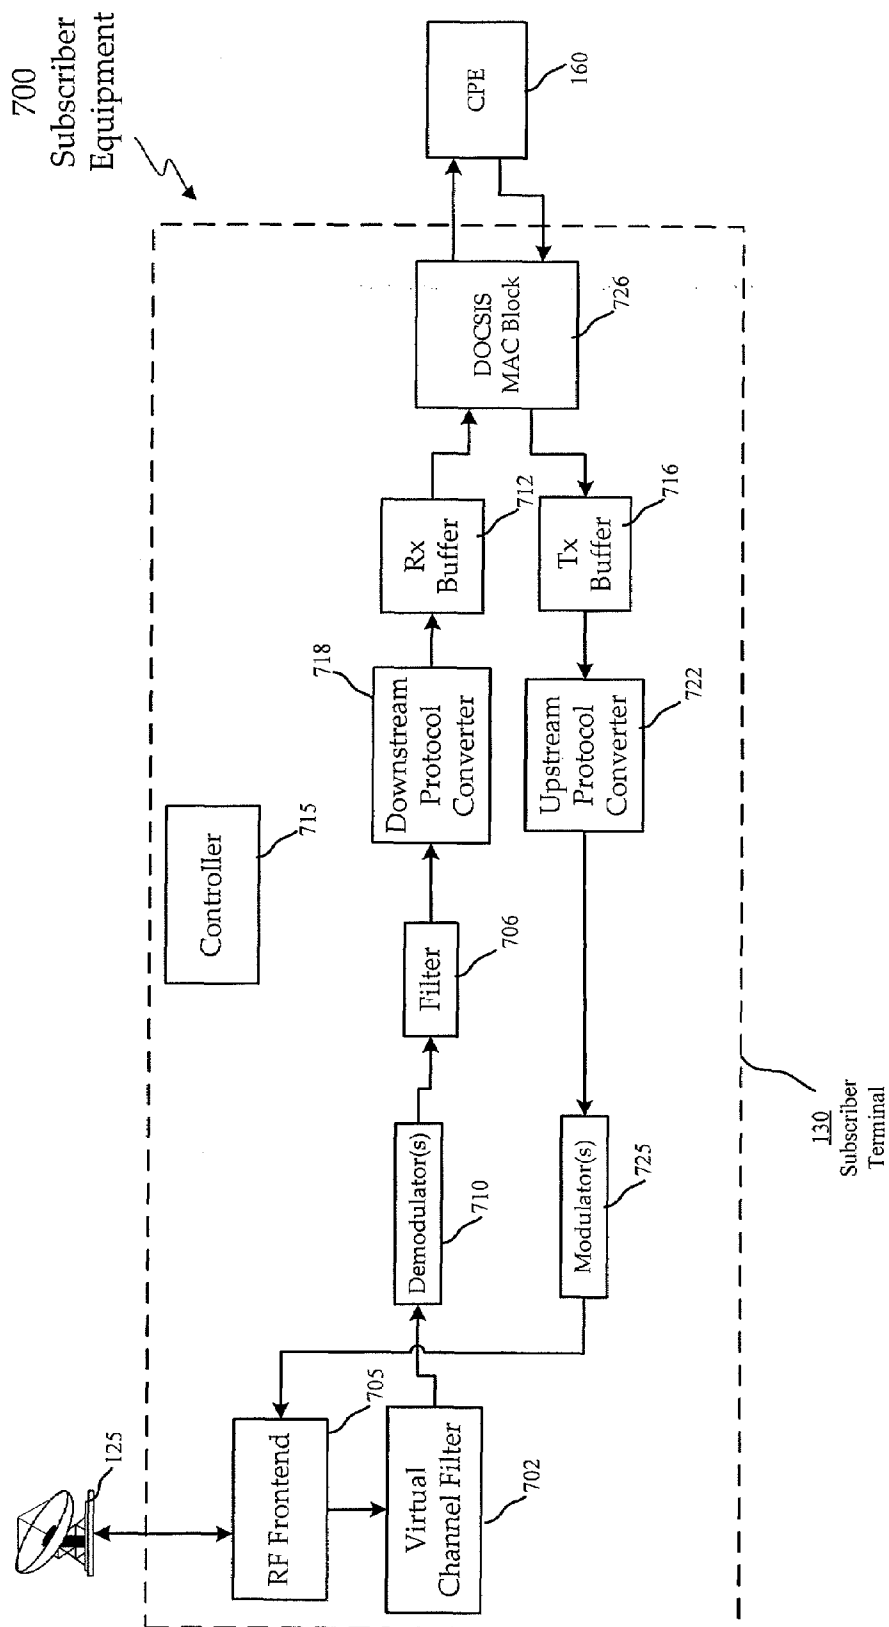 700
Subscriber
Equipment
125
RF Frontend
705
Virtual
Channel Filter
702
Controller
715
Demodulator(s)
710
Filter
706
Downstream
Protocol
Converter
718
Rx
Buffer
712
DOCSIS
MAC Block
726
CPE
160
Tx
Buffer
716
Upstream
Protocol
Converter
722
Modulator(s)
725
130
Subscriber
Terminal